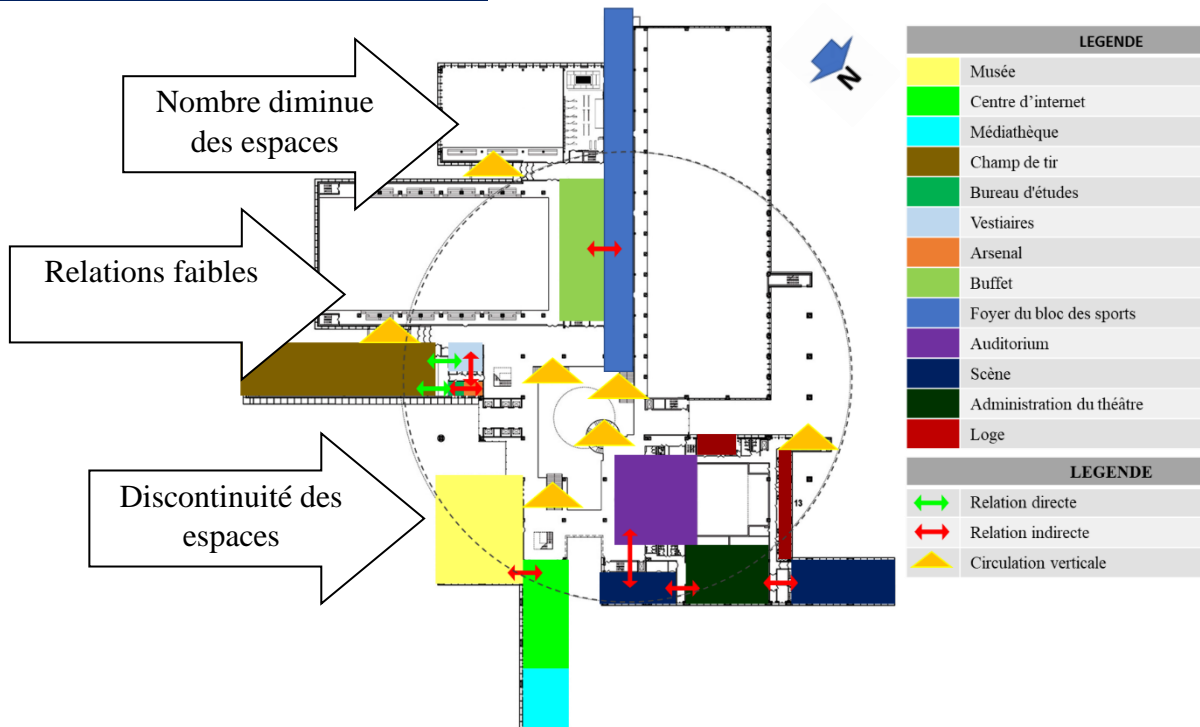 Nombre diminue
des espaces
Relations faibles
Discontinuité des
espaces
N
13
LEGENDE
Musée
Centre d'internet
Médiathèque
Champ de tir
Bureau d'études
Vestiaires
Arsenal
Buffet
Foyer du bloc des sports
Auditorium
Scène
Administration du théâtre
Loge
LEGENDE
Relation directe
Relation indirecte
Circulation verticale